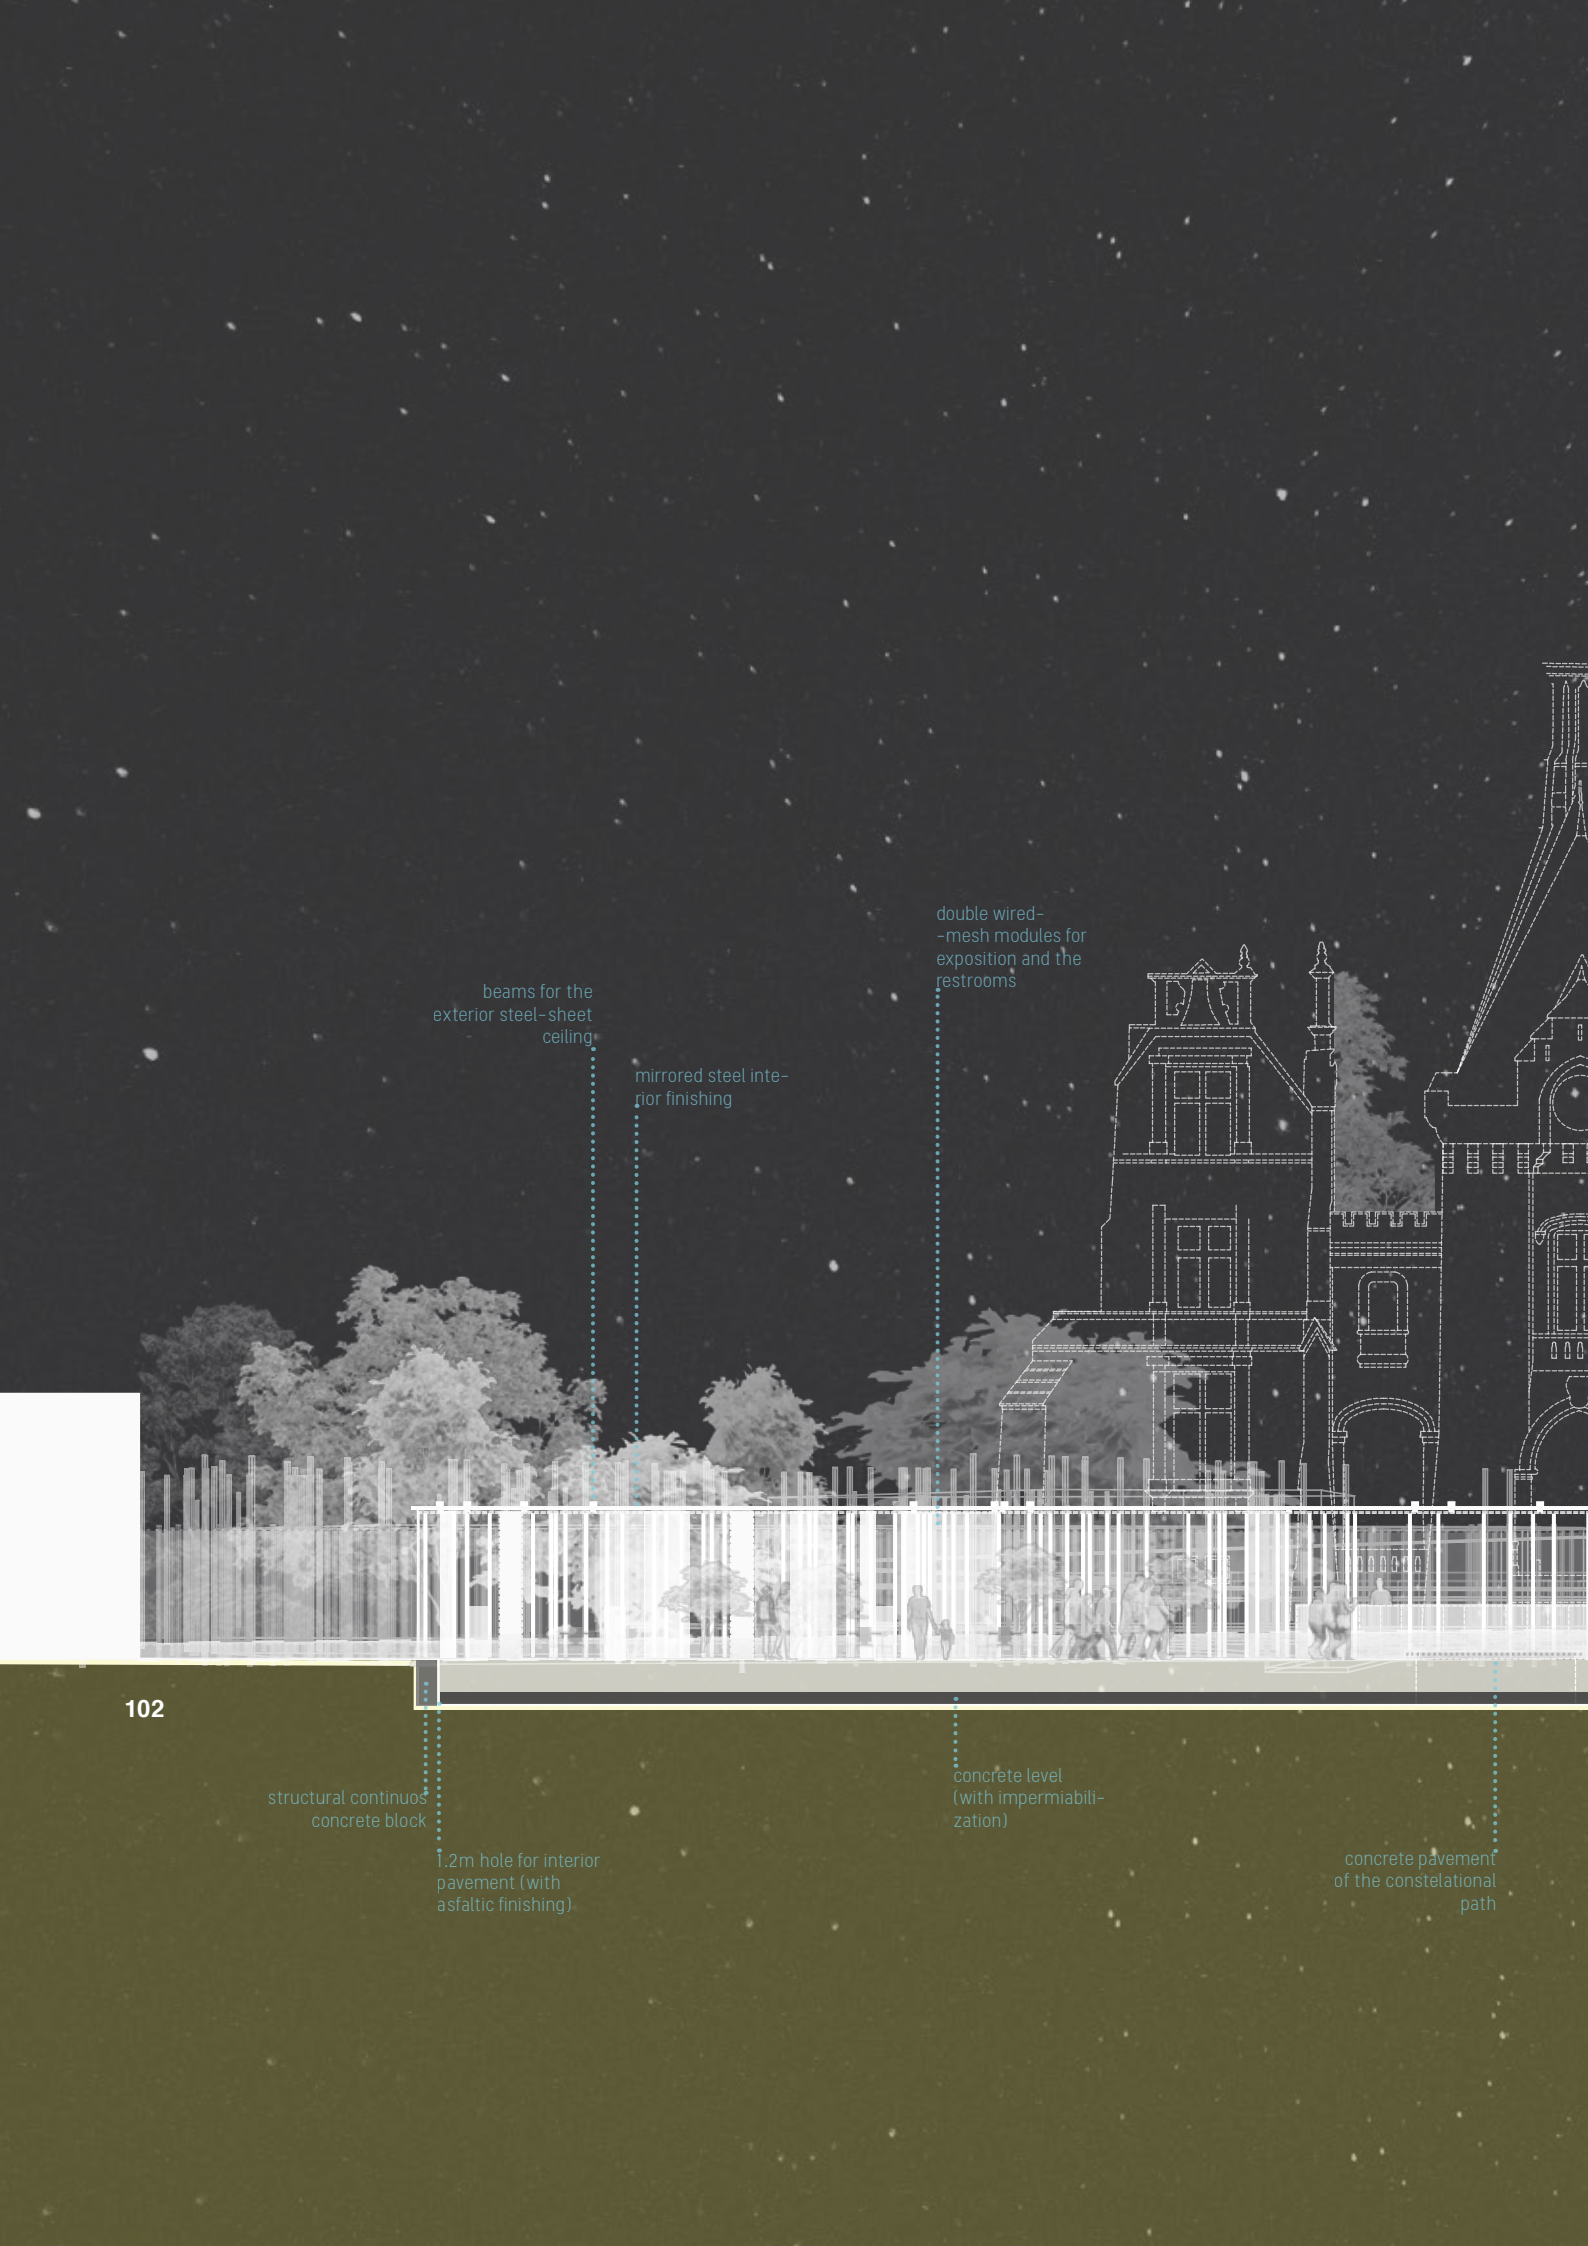 double wired-
-mesh modules for
exposition and the
restrooms
beams for the
exterior steel-sheet
ceiling
mirrored steel inte-
rior finishing
102
structural continuos
concrete block
1.2m hole for interior
pavement (with
asfaltic finishing)
concrete level
(with impermiabili-
zation)
concrete pavement
of the constelational
path